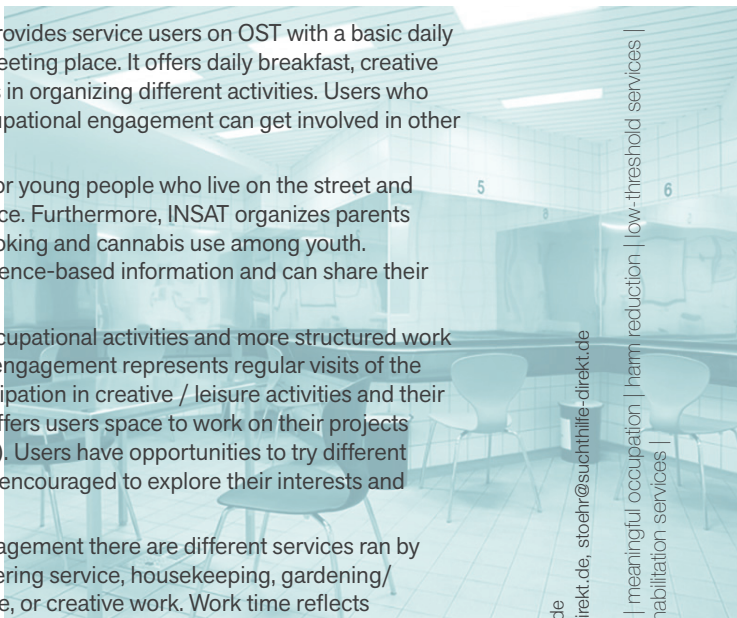 rovides service users on OST with a basic daily
eeting place. It offers daily breakfast, creative
in organizing different activities. Users who
upational engagement can get involved in other
or young people who live on the street and
ce. Furthermore, INSAT organizes parents
oking and cannabis use among youth.
ence-based information and can share their
ccupational activities and more structured work
engagement represents regular visits of the
ipation in creative / leisure activities and their
ffers users space to work on their projects
). Users have opportunities to try different
encouraged to explore their interests and
agement there are different services ran by
ering service, housekeeping, gardening/
e, or creative work. Work time reflects
5
6
de
irekt.de, stoehr@suchthilfe-direkt.de
| meaningful occupation | harm reduction | low-threshold services |
habilitation services |